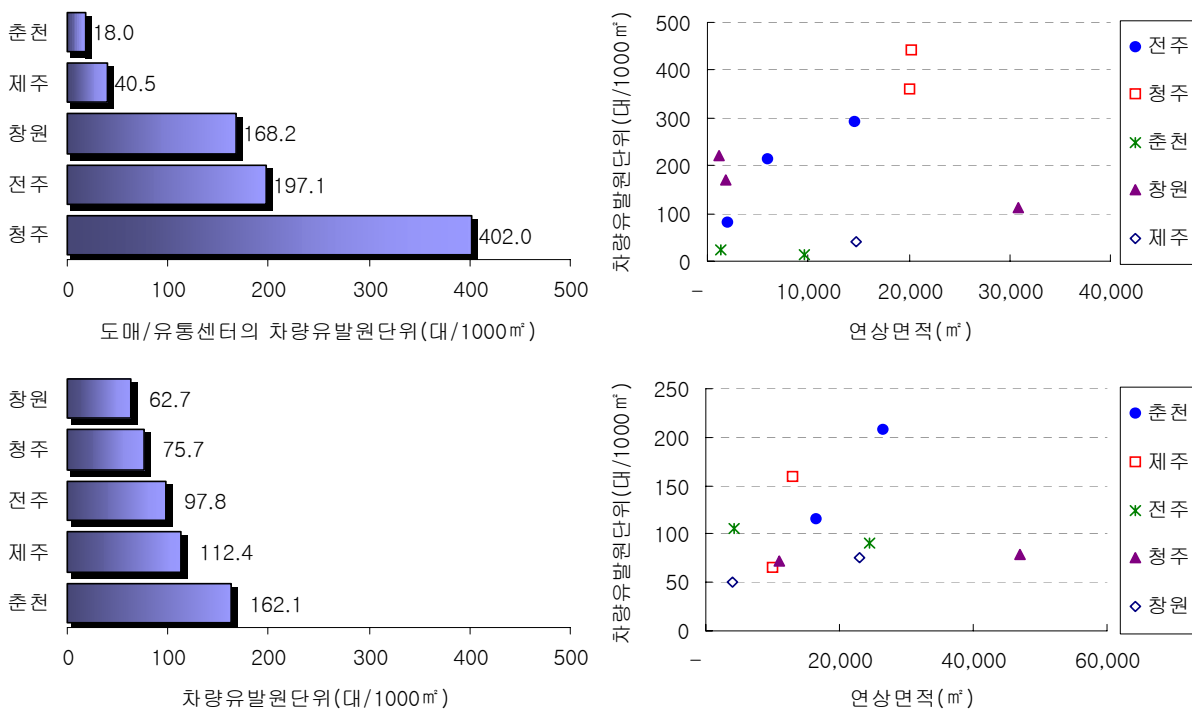 춘천
18.0
제주
40.5
창원
168.2
전주
197.1
청주
402.0
0 100 200 300 400 500
도매/유통센터의 차량유발원단위(대/1000㎡)
차량유발원단위(대/1000㎡
500
400
300
200
100
0
- 10,000 20,000 30,000 40,000
연상면적(㎡)
전주
청주
춘천
창원
제주
창원
62.7
청주
75.7
전주
97.8
제주
112.4
춘천
162.1
0 100 200 300 400 500
차량유발원단위(대/1000㎡)
차량유발원단위(대/1000㎡
250
200
150
100
50
0
- 20,000 40,000 60,000
연상면적(㎡)
춘천
제주
전주
청주
창원